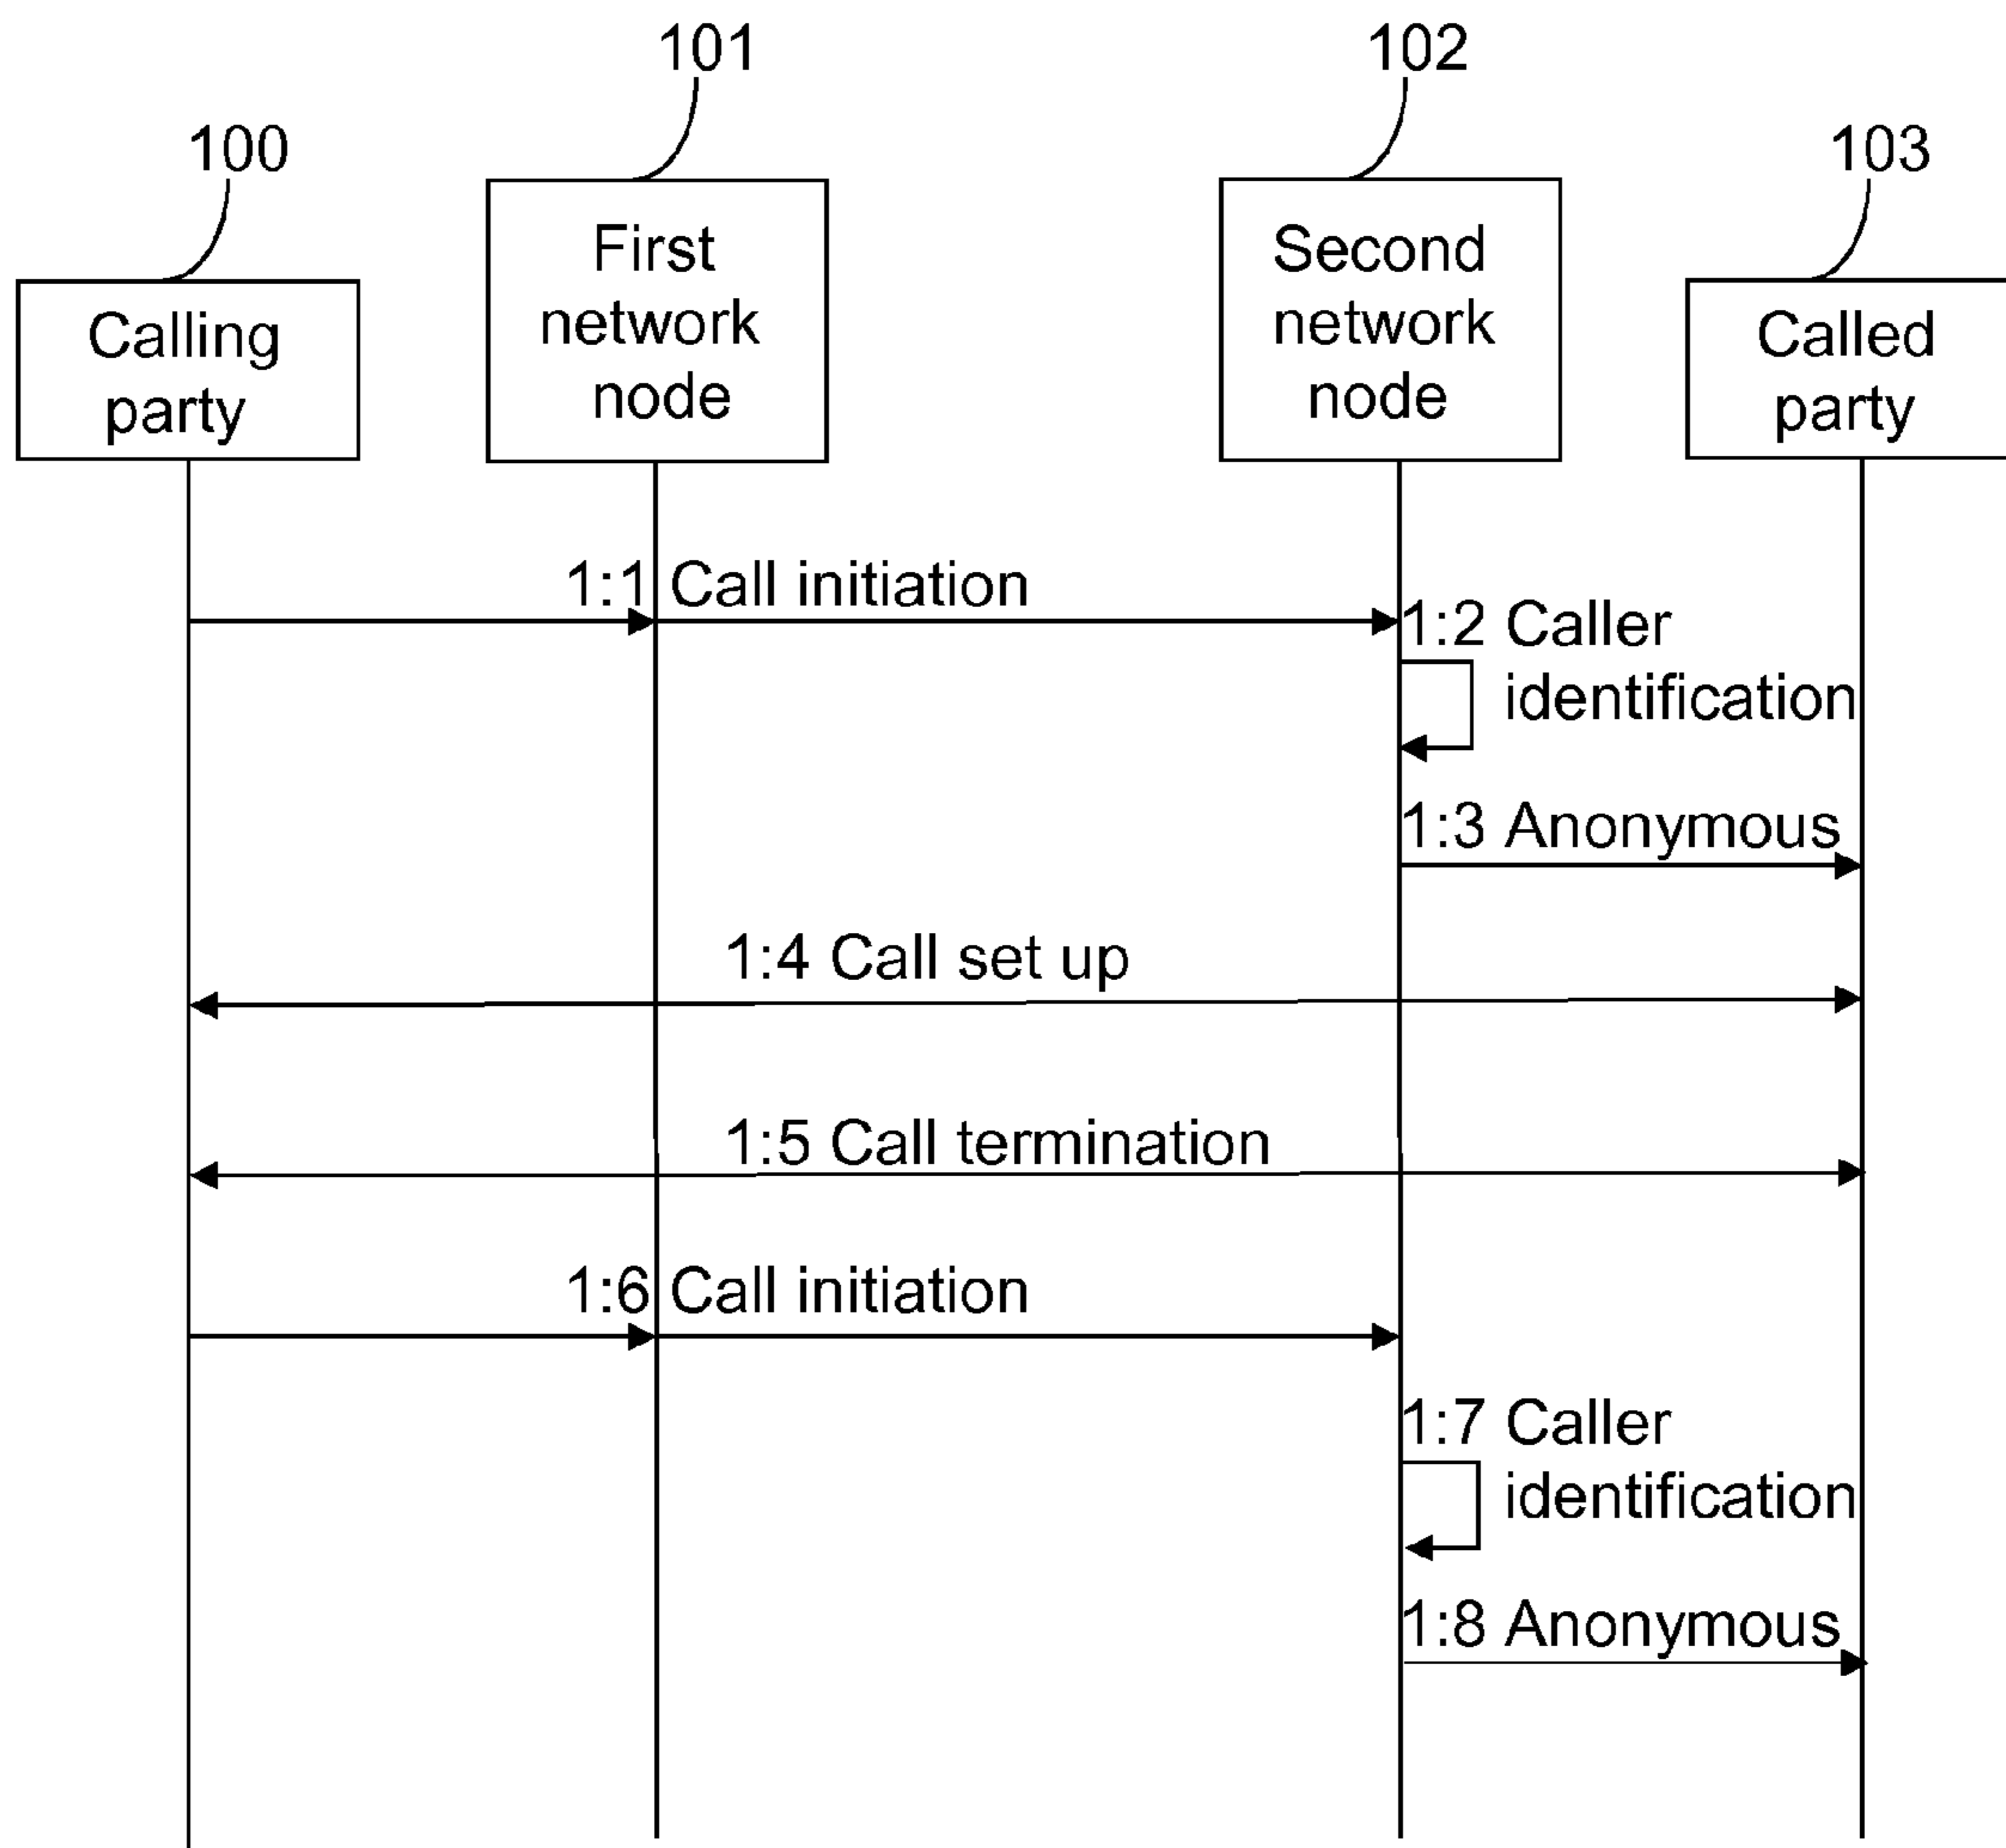 101
102
100
103
First
network
node
Second
network
node
Calling
party
Called
party
1:1 Call initiation
1:2 Caller
identification
1:3 Anonymous
1:4 Call set up
1:5 Call termination
1:6 Call initiation
1:7 Caller
identification
1:8 Anonymous